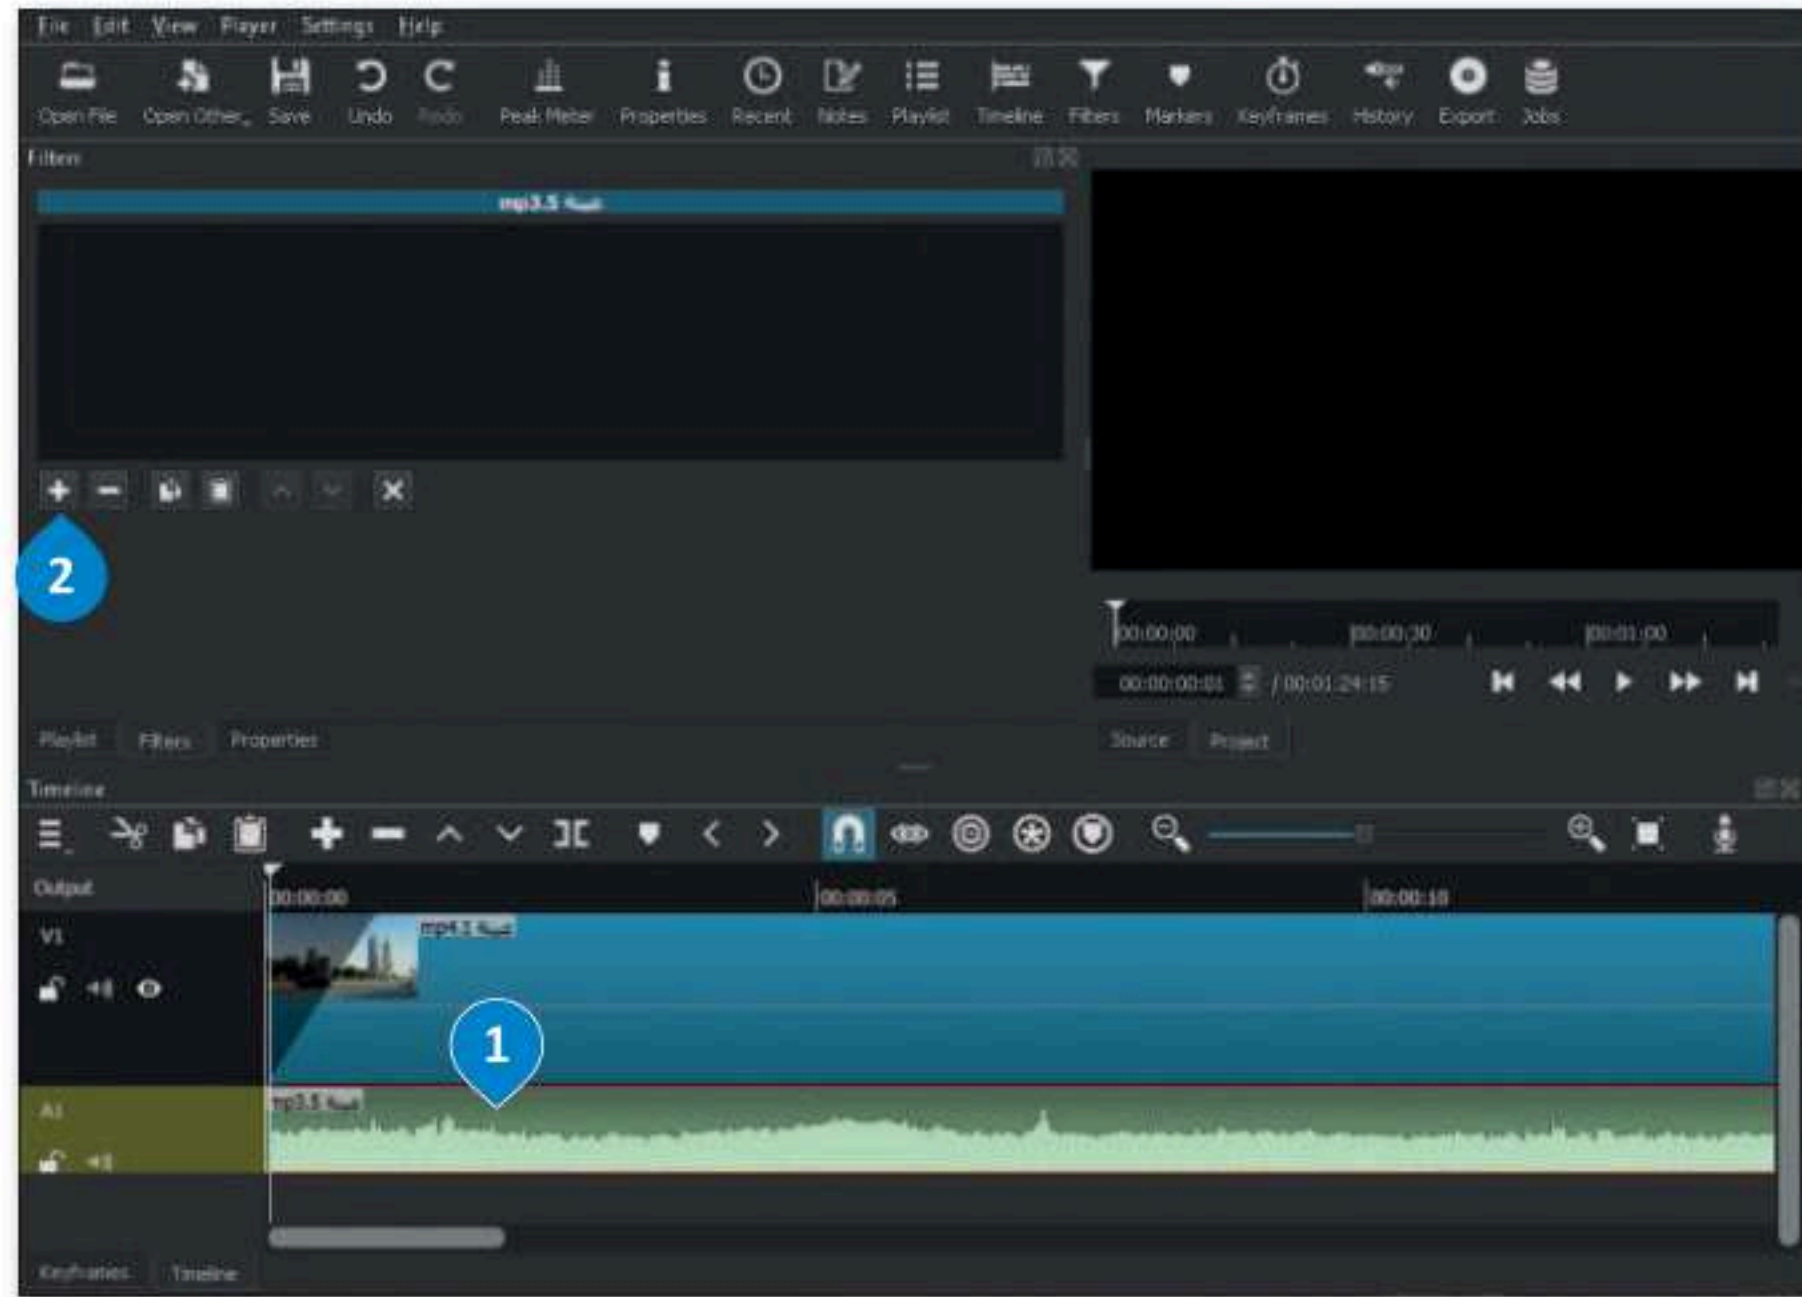 File Edit View Player Settings Help
Open File Open Other... Save Undo Redo Peak Meter Properties Recent Notes Playlist Timeline Filters Markers Keyframes History Export Jobs
Filters
mp3.5 عينة
2
00:00:00 00:00:30 00:01:00
00:00:00:01 / 00:01:24:15
Playlist Filters Properties
Source Project
Timeline
Output
00:00:00 00:00:05 00:00:10
V1
mp4.1 عينة
1
A1
mp3.5 عينة
Keyframes Timeline